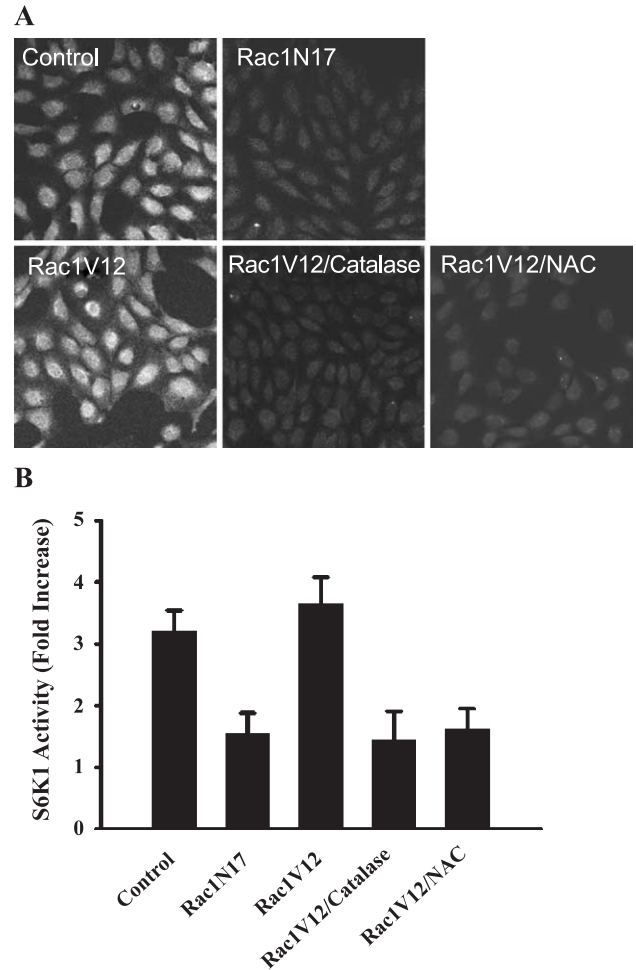 A
Control
Rac1N17
Rac1V12
Rac1V12/Catalase
Rac1V12/NAC
B
S6K1 Activity (Fold Increase)
5
4
3
2
1
0
Control
Rac1N17
Rac1V12
Rac1V12/Catalase
Rac1V12/NAC